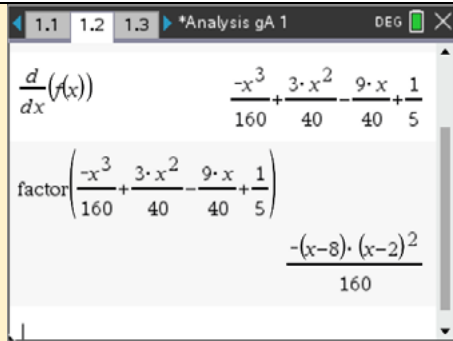 1.1 1.2 1.3 *Analysis gA 1 DEG
d/dx(f(x)) -x^3/160+3·x^2/40-9·x/40+1/5
factor(-x^3/160+3·x^2/40-9·x/40+1/5)
-(x-8)·(x-2)^2/160